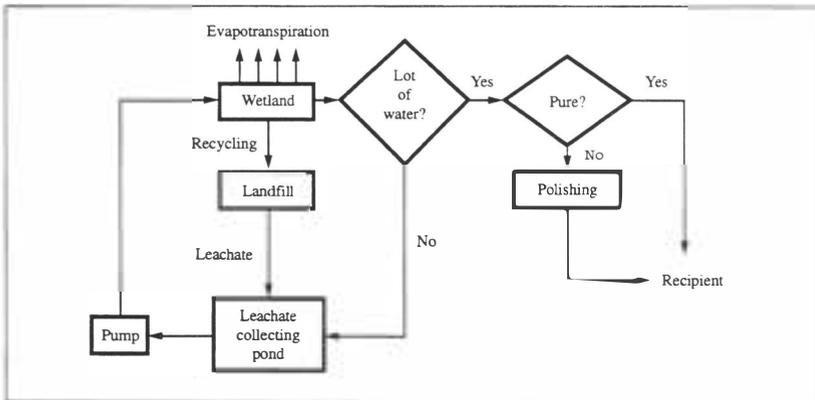 Evapotranspiration
Wetland
Lot
of
water?
Yes
Pure?
Yes
Recycling
No
Landfill
Polishing
Leachate
No
Recipient
Leachate
collecting
pond
Pump